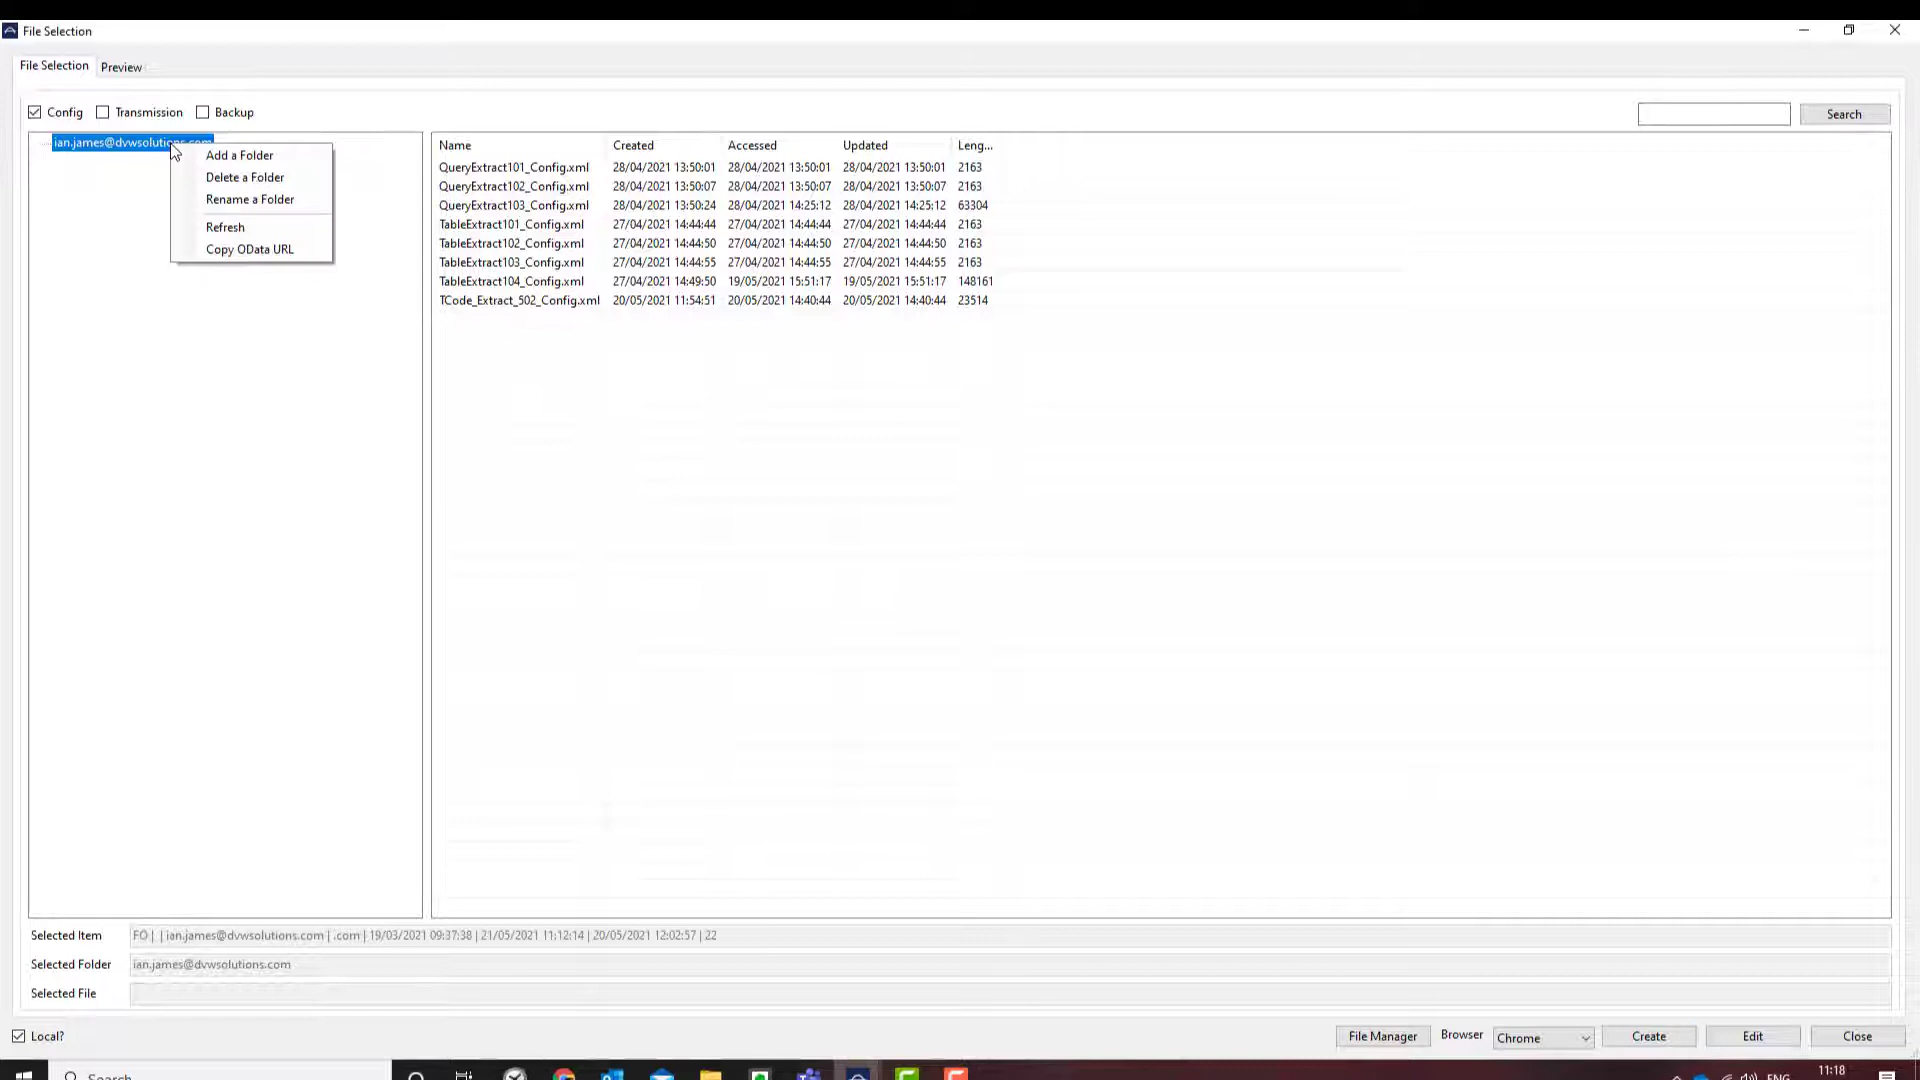 File Selection
File Selection Preview
Config Transmission Backup
Search
ian.james@dvwsolutions.com
Add a Folder
Delete a Folder
Rename a Folder
Refresh
Copy OData URL
Name Created Accessed Updated Leng...
QueryExtract101_Config.xml 28/04/2021 13:50:01 28/04/2021 13:50:01 28/04/2021 13:50:01 2163
QueryExtract102_Config.xml 28/04/2021 13:50:07 28/04/2021 13:50:07 28/04/2021 13:50:07 2163
QueryExtract103_Config.xml 28/04/2021 13:50:24 28/04/2021 14:25:12 28/04/2021 14:25:12 63304
TableExtract101_Config.xml 27/04/2021 14:44:44 27/04/2021 14:44:44 27/04/2021 14:44:44 2163
TableExtract102_Config.xml 27/04/2021 14:44:50 27/04/2021 14:44:50 27/04/2021 14:44:50 2163
TableExtract103_Config.xml 27/04/2021 14:44:55 27/04/2021 14:44:55 27/04/2021 14:44:55 2163
TableExtract104_Config.xml 27/04/2021 14:49:50 19/05/2021 15:51:17 19/05/2021 15:51:17 148161
TCode_Extract_502_Config.xml 20/05/2021 11:54:51 20/05/2021 14:40:44 20/05/2021 14:40:44 23514
Selected Item FO | | ian.james@dvwsolutions.com | .com | 19/03/2021 09:37:38 | 21/05/2021 11:12:14 | 20/05/2021 12:02:57 | 22
Selected Folder ian.james@dvwsolutions.com
Selected File
Local? File Manager Browser Chrome Create Edit Close
Search ENG 11:18